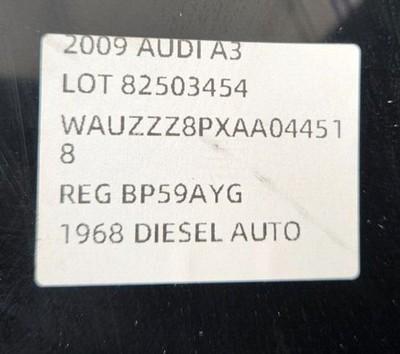 2009 AUDI A3
LOT 82503454
WAUZZZ8PXAA04451
8
REG BP59AYG
1968 DIESEL AUTO